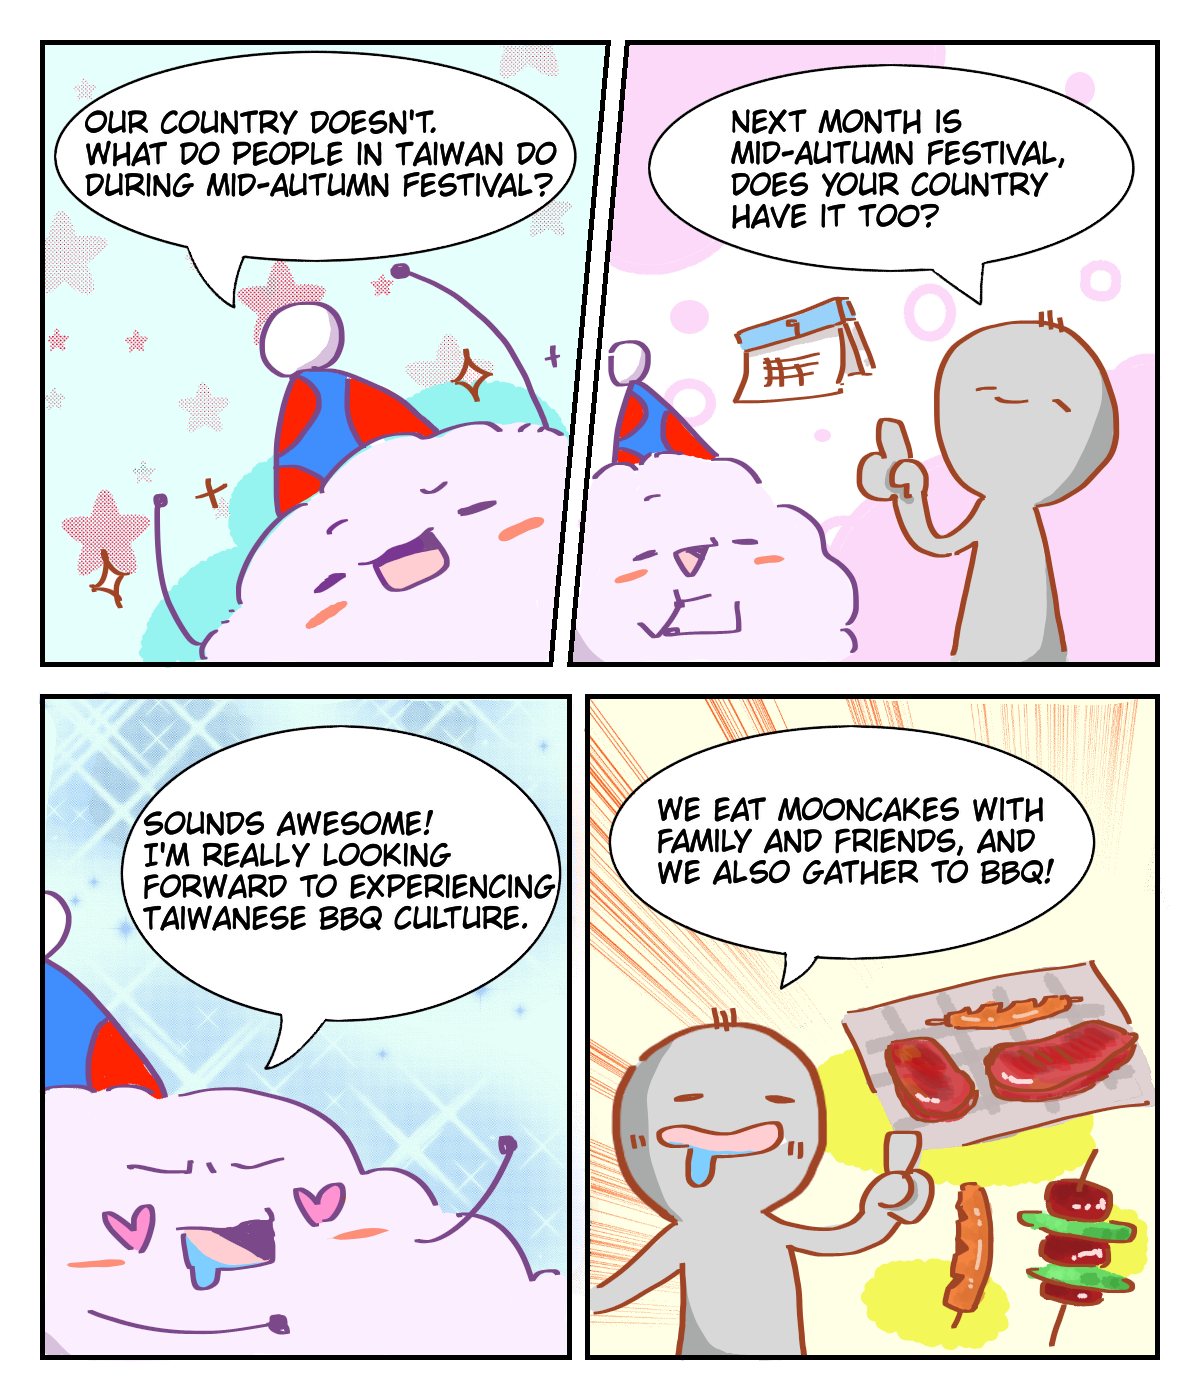 NEXT MONTH IS
MID-AUTUMN FESTIVAL,
DOES YOUR COUNTRY
HAVE IT TOO?
9
OUR COUNTRY DOESN'T.
WHAT DO PEOPLE IN TAIWAN DO
DURING MID-AUTUMN FESTIVAL?
WE EAT MOONCAKES WITH
FAMILY AND FRIENDS, AND
WE ALSO GATHER TO BBQ!
SOUNDS AWESOME!
I'M REALLY LOOKING
FORWARD TO EXPERIENCING
TAIWANESE BBQ CULTURE.